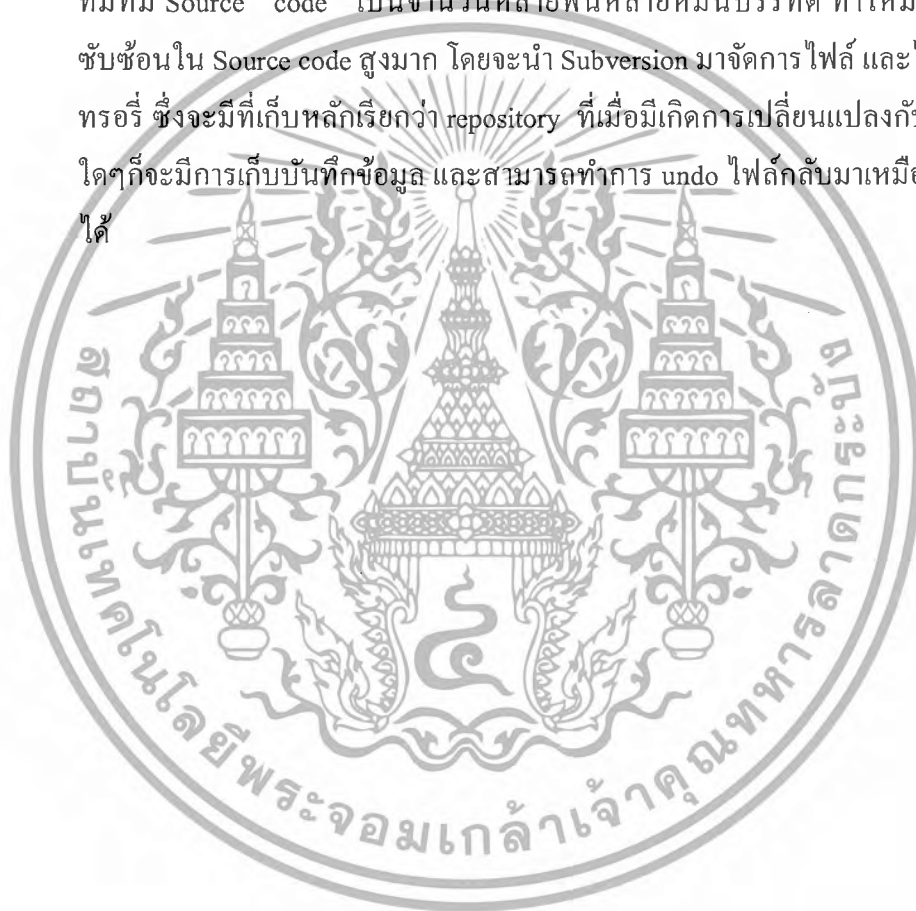 ที่มีที่มี Source code เป็นจำนวนหลายพันหลายหมื่นบรรทัด ทำให้
ซับซ้อนใน Source code สูงมาก โดยจะนำ Subversion มาจัดการไฟล์ และ
ทรอรี่ ซึ่งจะมีที่เก็บหลักเรียกว่า repository ที่เมื่อมีเกิดการเปลี่ยนแปลง
ใดๆก็จะมีการเก็บบันทึกข้อมูล และสามารถทำการ undo ไฟล์กลับมา
ได้
สถาบันเทคโนโลยีพระจอมเกล้าเจ้าคุณทหารลาดกระบัง
๔